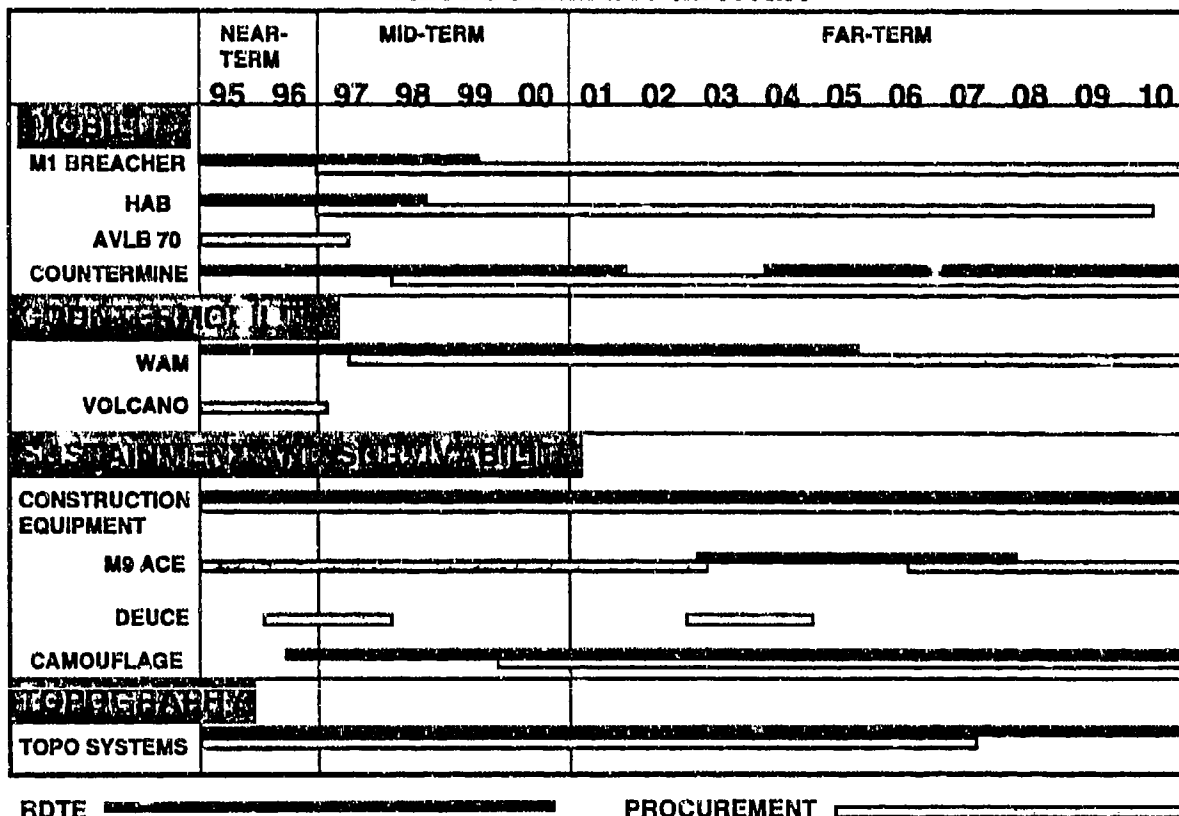 NEAR-
TERM
MID-TERM
FAR-TERM
95 96 97 98 99 00 01 02 03 04 05 06 07 08 09 10
MOBILITY
M1 BREACHER
HAB
AVLB 70
COUNTERMINE
WAM
VOLCANO
CONSTRUCTION
EQUIPMENT
M9 ACE
DEUCE
CAMOUFLAGE
TOPOGRAPHY
TOPO SYSTEMS
RDTE
PROCUREMENT